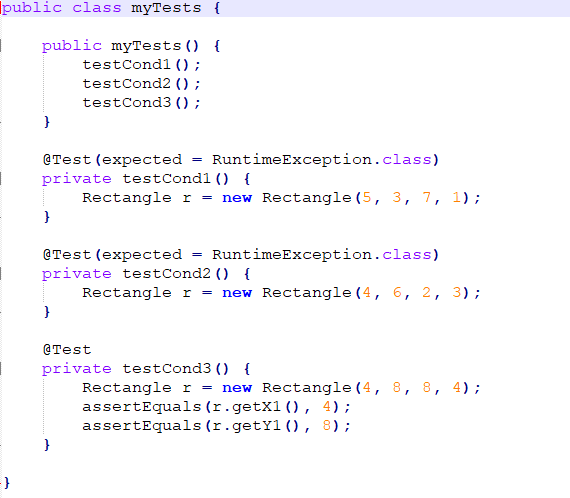 public class myTests {
public myTests() {
testCond1();
testCond2();
testCond3();
}
@Test(expected = RuntimeException.class)
private testCond1() {
Rectangle r = new Rectangle(5, 3, 7, 1);
}
@Test(expected = RuntimeException.class)
private testCond2() {
Rectangle r = new Rectangle(4, 6, 2, 3);
}
@Test
private testCond3() {
Rectangle r = new Rectangle(4, 8, 8, 4);
assertEquals(r.getX1(), 4);
assertEquals(r.getY1(), 8);
}
}